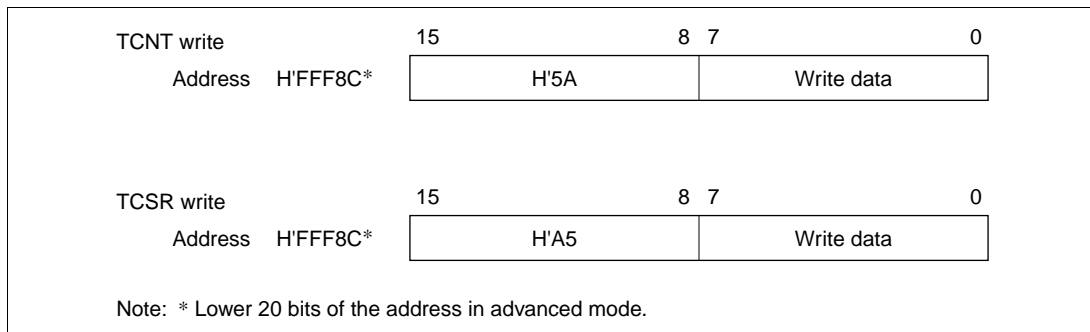 TCNT write 15 8 7 0
Address H'FFF8C* H'5A Write data
TCSR write 15 8 7 0
Address H'FFF8C* H'A5 Write data
Note: * Lower 20 bits of the address in advanced mode.